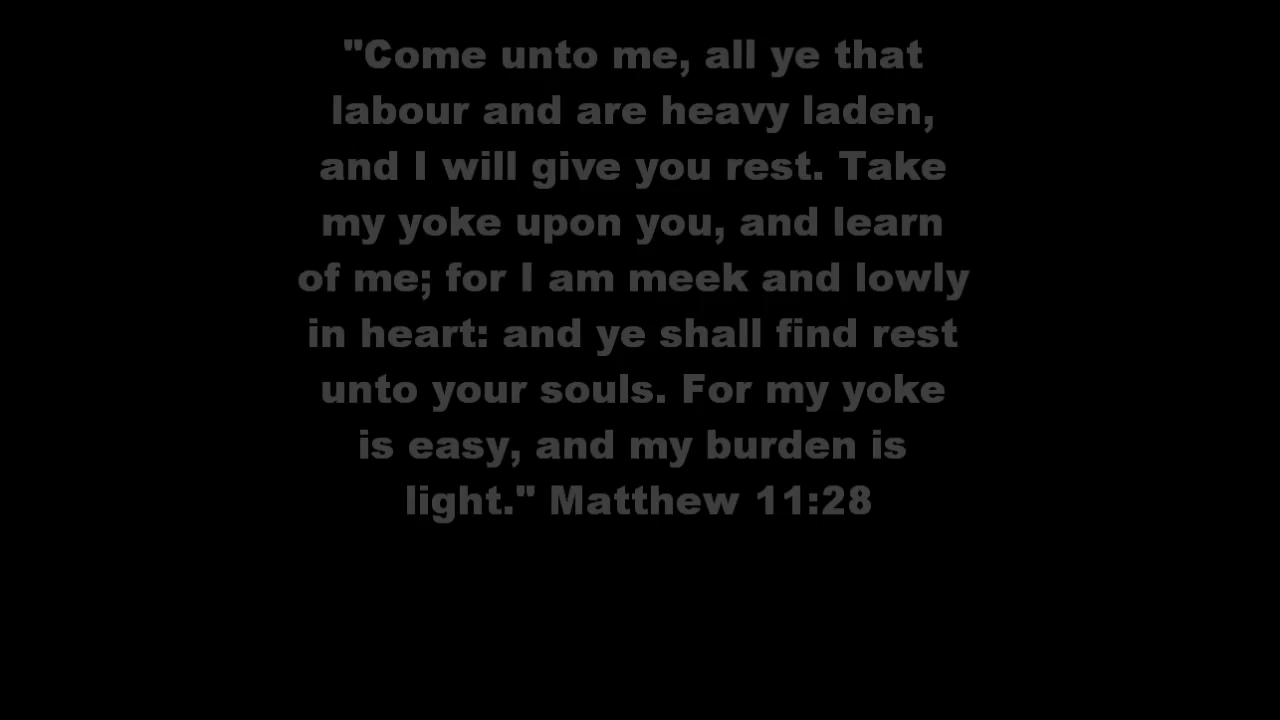 "Come unto me, all ye that
labour and are heavy laden,
and I will give you rest. Take
my yoke upon you, and learn
of me; for I am meek and lowly
in heart: and ye shall find rest
unto your souls. For my yoke
is easy, and my burden is
light." Matthew 11:28